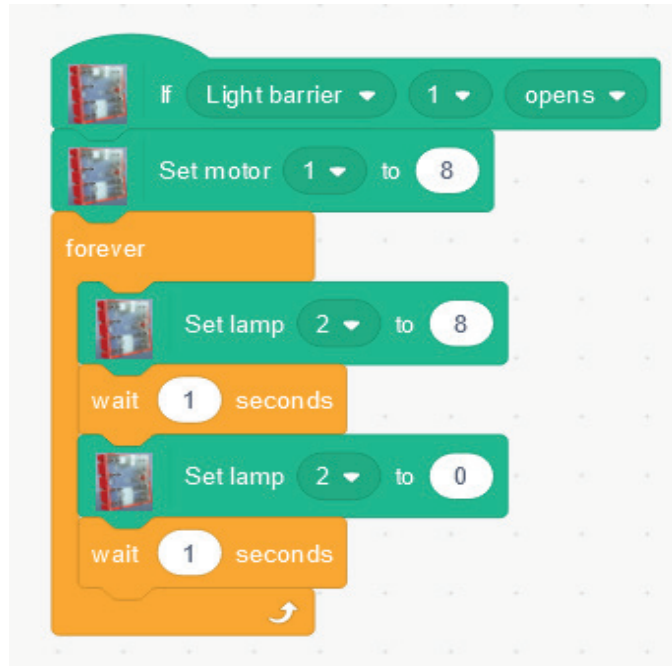 If Light barrier 1 opens
Set motor 1 to 8
forever
Set lamp 2 to 8
wait 1 seconds
Set lamp 2 to 0
wait 1 seconds